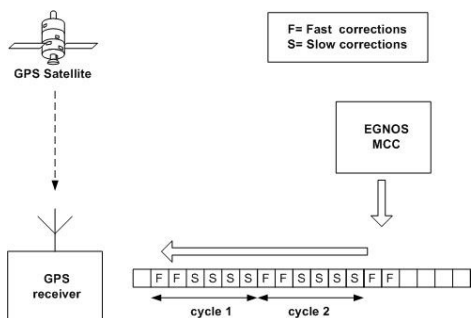 F= Fast corrections
S= Slow corrections
GPS Satellite
EGNOS
MCC
GPS
receiver
F F S S S S F F S S S S F F
cycle 1 cycle 2